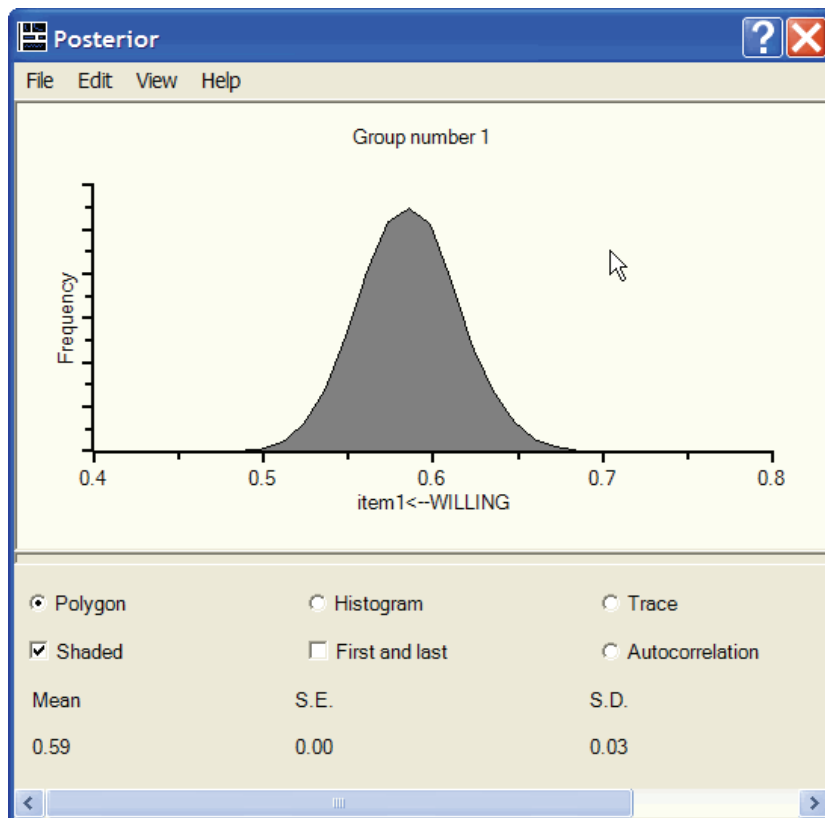 Posterior
File Edit View Help
Group number 1
Frequency
0.4 0.5 0.6 0.7 0.8
item1<--WILLING
Polygon Histogram Trace
Shaded First and last Autocorrelation
Mean S.E. S.D.
0.59 0.00 0.03